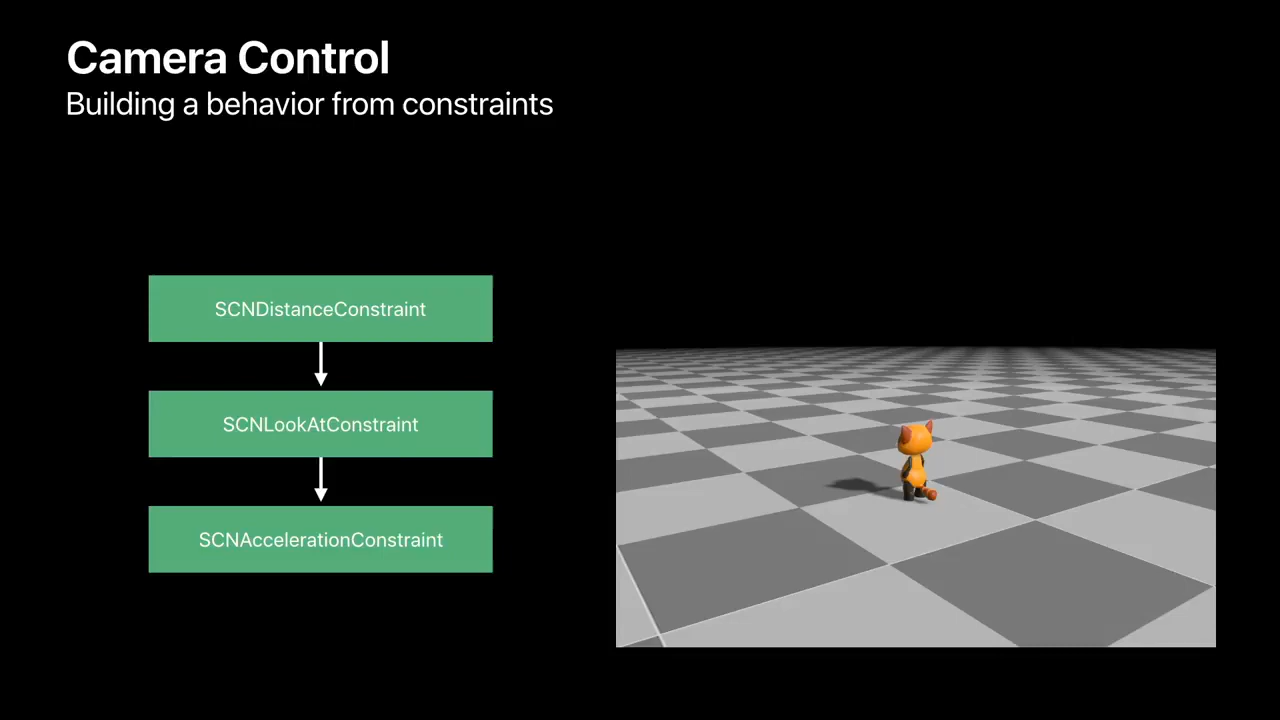 Camera Control
Building a behavior from constraints
SCNDistanceConstraint
SCNLookAtConstraint
SCNAccelerationConstraint